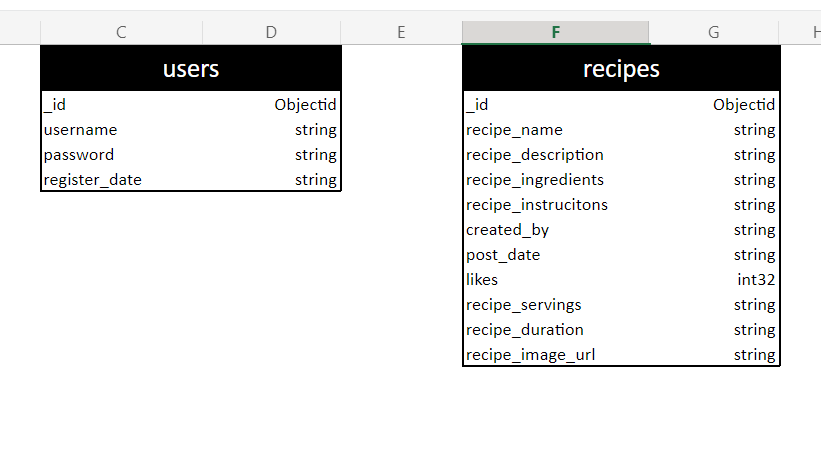 C D E F G H
users
_id Objectid
username string
password string
register_date string
recipes
_id Objectid
recipe_name string
recipe_description string
recipe_ingredients string
recipe_instrucitons string
created_by string
post_date string
likes int32
recipe_servings string
recipe_duration string
recipe_image_url string